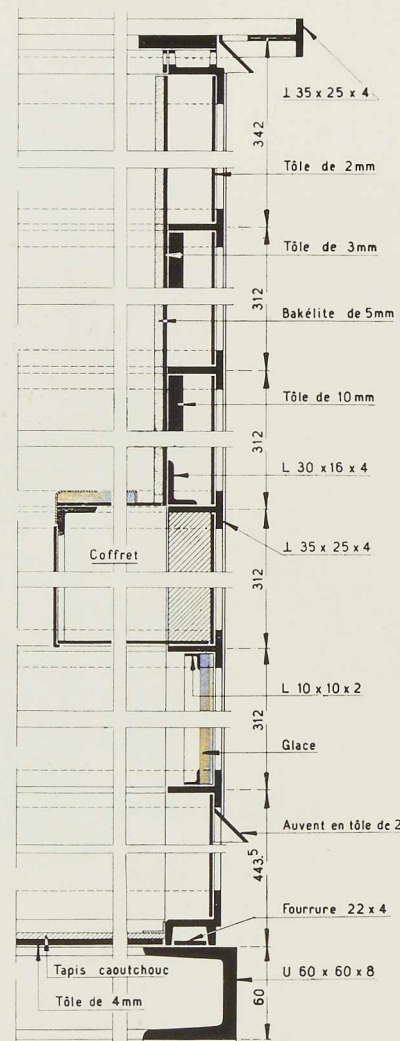 ⊥ 35 x 25 x 4
342
Tôle de 2mm
Tôle de 3mm
312
Bakélite de 5mm
Tôle de 10mm
312
L 30 x 16 x 4
Coffret
⊥ 35 x 25 x 4
312
L 10 x 10 x 2
312
Glace
Auvent en tôle de 2
443,5
Fourrure 22 x 4
Tapis caoutchouc
U 60 x 60 x 8
Tôle de 4mm
60